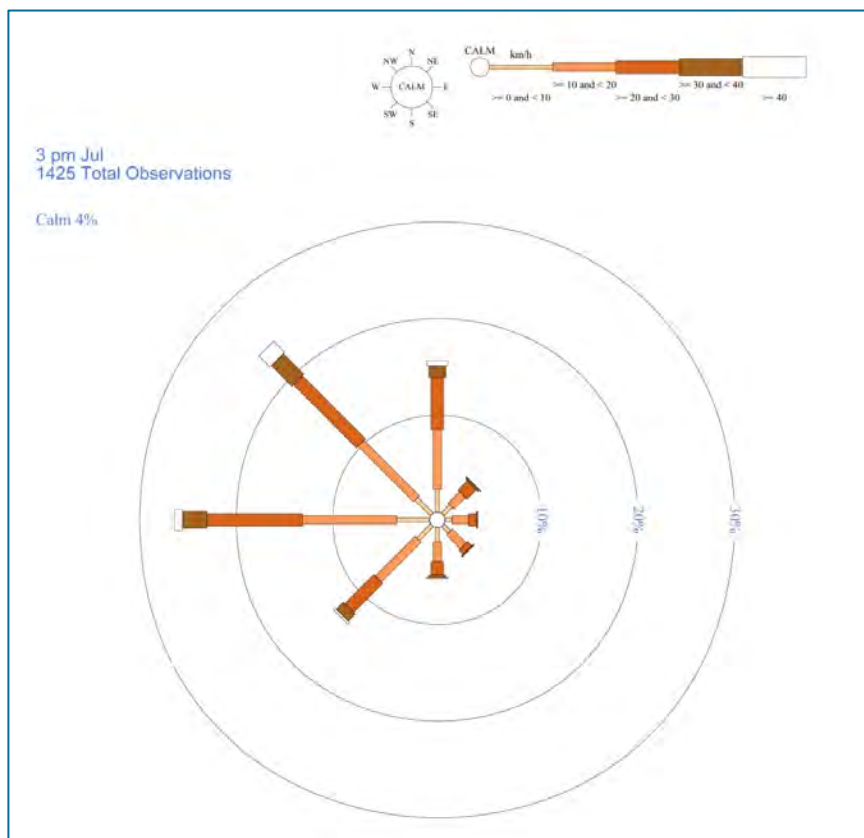 CALM km/h
N
NW NE
W CALM E
SW SE
S
>= 10 and < 20 >= 30 and < 40
>= 0 and < 10 >= 20 and < 30 >= 40
3 pm Jul
1425 Total Observations
Calm 4%
10% 20% 30%